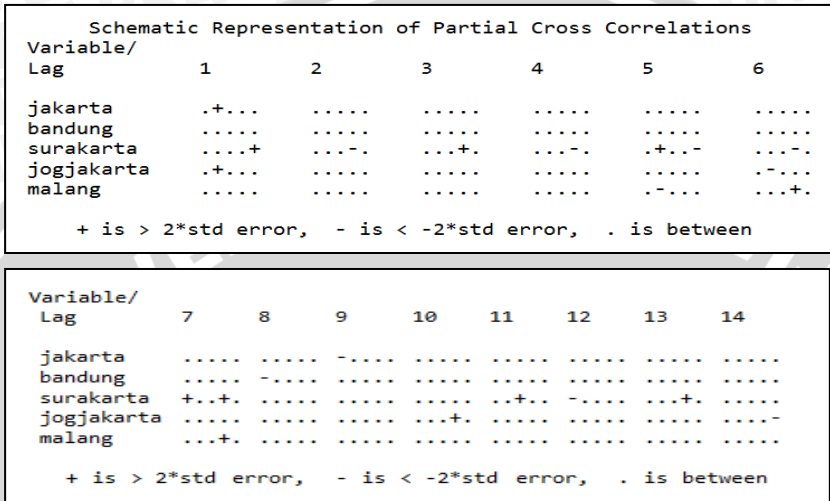 Schematic Representation of Partial Cross Correlations
Variable/
Lag 1 2 3 4 5 6
jakarta .+... ..... ..... ..... ..... .....
bandung ..... ..... ..... ..... ..... .....
surakarta ....+ ...-. ...+. ...-. .+..- ...-.
jogjakarta .+... ..... ..... ..... ..... .-...
malang ..... ..... ..... ..... .-... ...+.
+ is > 2*std error, - is < -2*std error, . is between
Variable/
Lag 7 8 9 10 11 12 13 14
jakarta ..... ..... -.... ..... ..... ..... ..... .....
bandung ..... -.... ..... ..... ..... ..... ..... .....
surakarta +..+. ..... ..... ..... ..+.. -.... ...+. .....
jogjakarta ..... ..... ..... ...+. ..... ..... ..... ....-
malang ...+. ..... ..... ..... ..... ..... ..... .....
+ is > 2*std error, - is < -2*std error, . is between